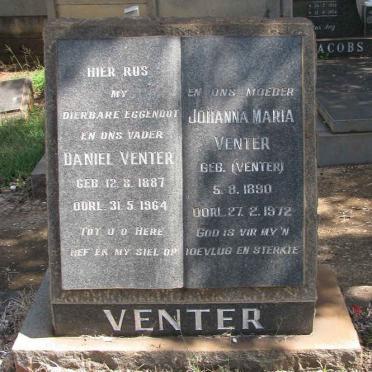 HIER RUS
MY
DIERBARE EGGENOOT
EN ONS VADER
DANIEL VENTER
GEB. 12. 8. 1887
OORL. 31. 5. 1964
TOT U O HERE
HEF EK MY SIEL OP
EN ONS MOEDER
JOHANNA MARIA
VENTER
GEB. (VENTER)
5. 8. 1890
OORL. 27. 2. 1972
GOD IS VIR MY 'N
TOEVLUG EN STERKTE
VENTER
JACOBS